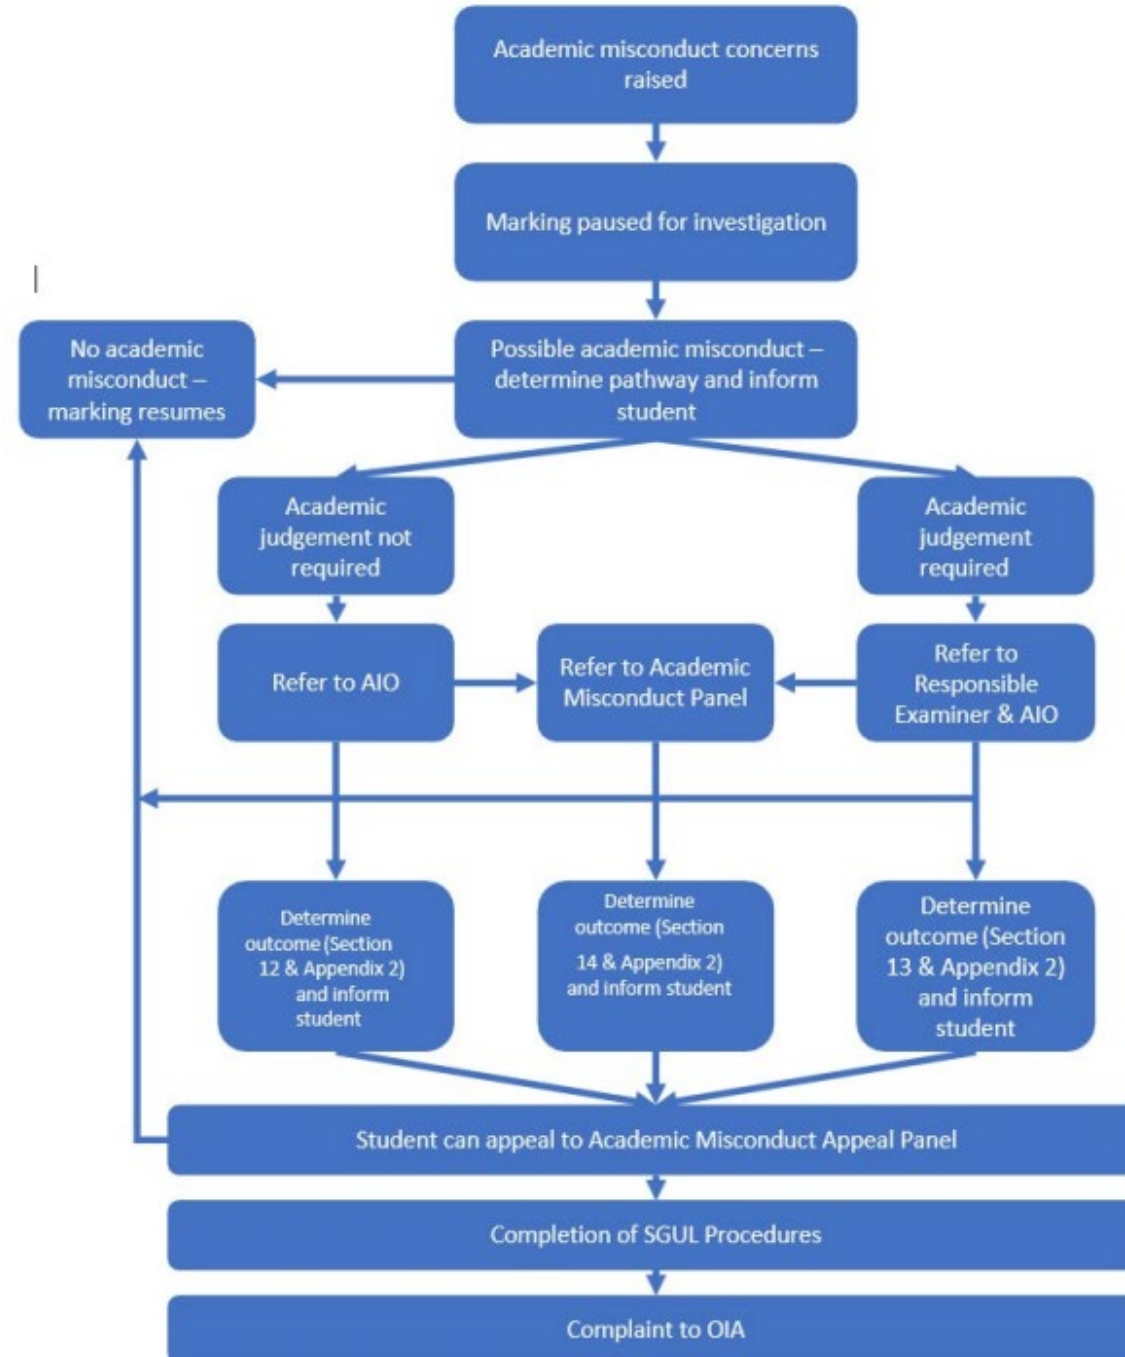 Academic misconduct concerns
raised
Marking paused for investigation
No academic
misconduct –
marking resumes
Possible academic misconduct –
determine pathway and inform
student
Academic
judgement not
required
Academic
judgement
required
Refer to AIO
Refer to Academic
Misconduct Panel
Refer to
Responsible
Examiner & AIO
Determine
outcome (Section
12 & Appendix 2)
and inform
student
Determine
outcome (Section
14 & Appendix 2)
and inform student
Determine
outcome (Section
13 & Appendix 2)
and inform
student
Student can appeal to Academic Misconduct Appeal Panel
Completion of SGUL Procedures
Complaint to OIA